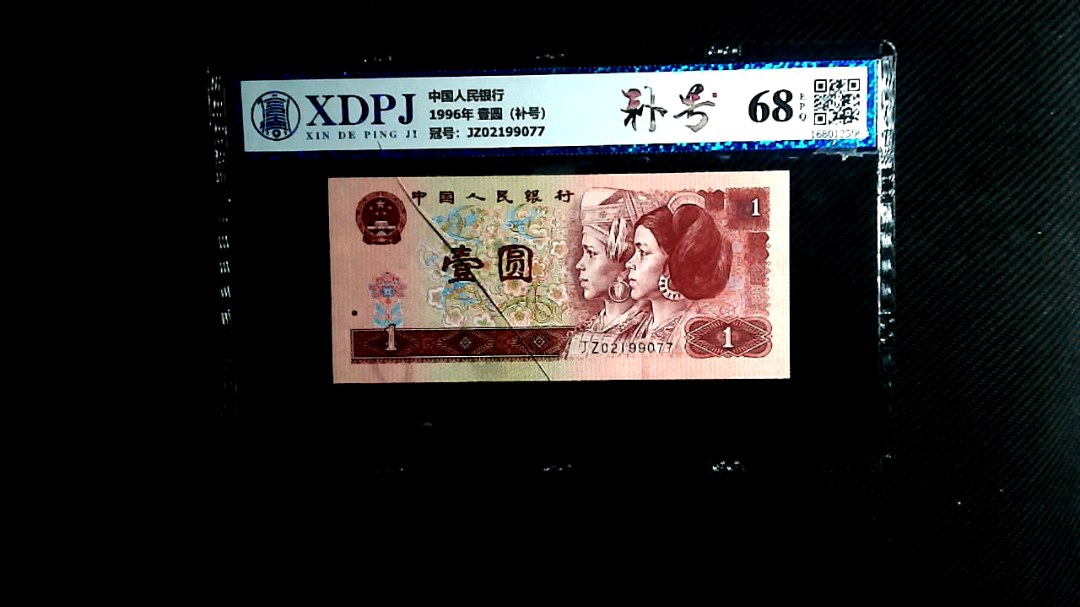 XDPJ
XIN DE PING JI
中国人民银行
1996年 壹圆（补号）
冠号：JZ02199077
补号
68
EPQ
中国人民银行
1
壹圆
1
JZ02199077
1